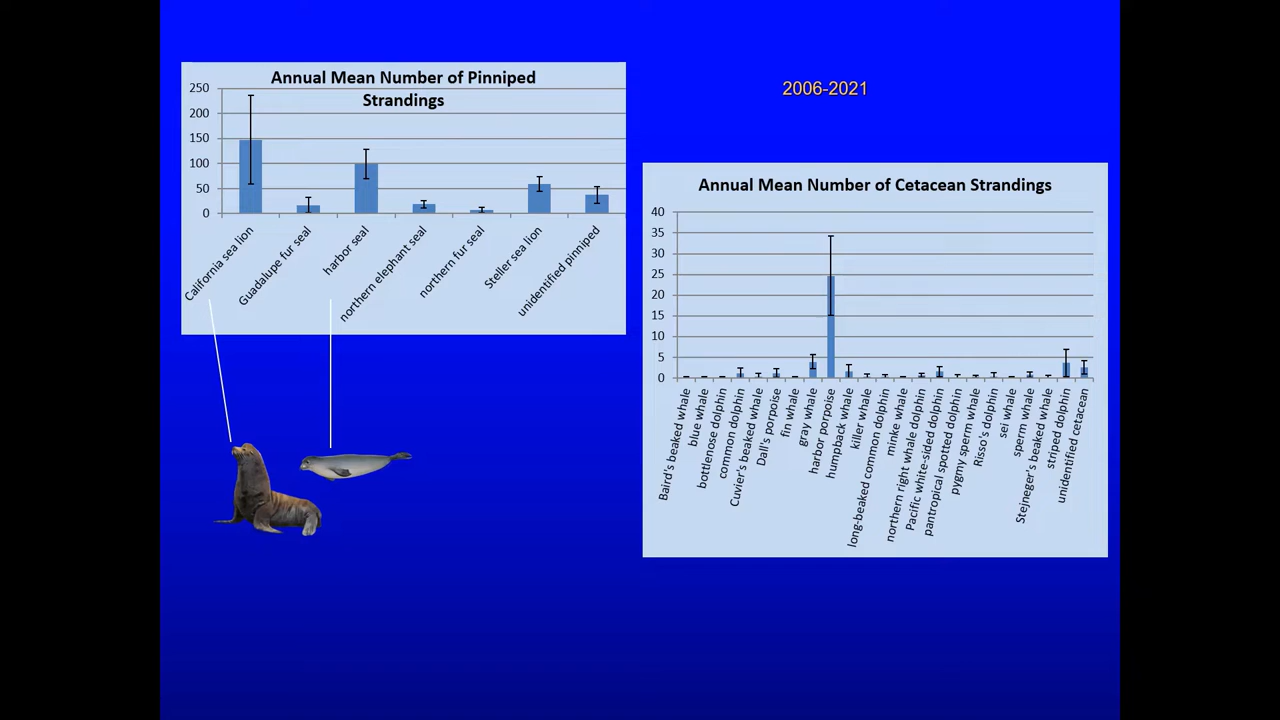 Annual Mean Number of Pinniped
Strandings
250
200
150
100
50
0
California sea lion
Guadalupe fur seal
harbor seal
northern elephant seal
northern fur seal
Steller sea lion
unidentified pinniped
2006-2021
Annual Mean Number of Cetacean Strandings
40
35
30
25
20
15
10
5
0
Baird's beaked whale
blue whale
bottlenose dolphin
common dolphin
Cuvier's beaked whale
Dall's porpoise
fin whale
gray whale
harbor porpoise
humpback whale
killer whale
long-beaked common dolphin
minke whale
northern right whale dolphin
Pacific white-sided dolphin
pantropical spotted dolphin
pygmy sperm whale
Risso's dolphin
sei whale
sperm whale
Stejneger's beaked whale
striped dolphin
unidentified cetacean